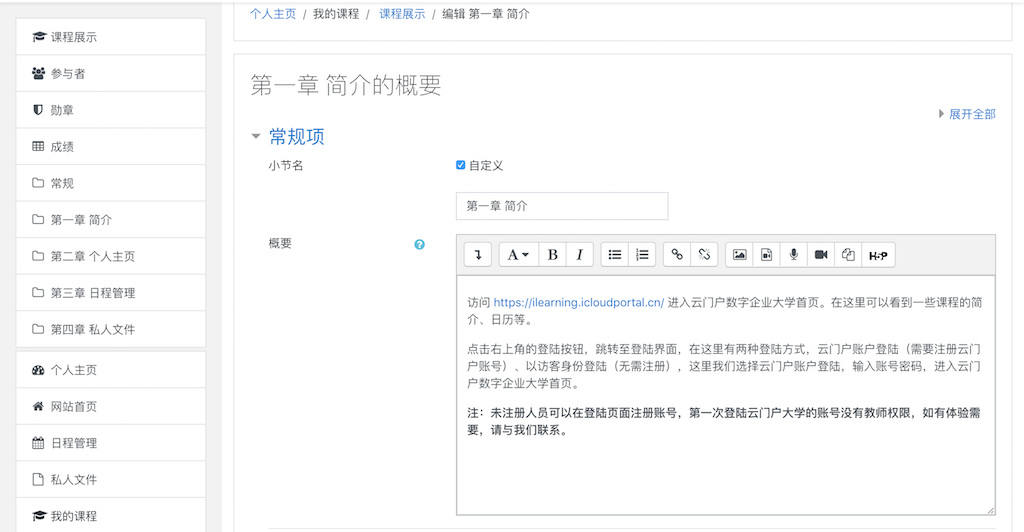 个人主页 / 我的课程 / 课程展示 / 编辑 第一章 简介
课程展示
参与者
勋章
成绩
常规
第一章 简介
第二章 个人主页
第三章 日程管理
第四章 私人文件
个人主页
网站首页
日程管理
私人文件
我的课程
第一章 简介的概要
展开全部
常规项
小节名
自定义
第一章 简介
概要
A B I
H5P
访问 https://ilearning.icloudportal.cn/ 进入云门户数字企业大学首页。在这里可以看到一些课程的简
介、日历等。
点击右上角的登陆按钮，跳转至登陆界面，在这里有两种登陆方式，云门户账户登陆（需要注册云门
户账号）、以访客身份登陆（无需注册），这里我们选择云门户账户登陆，输入账号密码，进入云门
户数字企业大学首页。
注：未注册人员可以在登陆页面注册账号，第一次登陆云门户大学的账号没有教师权限，如有体验需
要，请与我们联系。